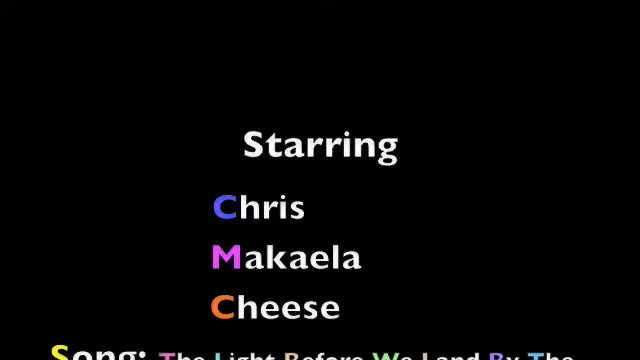 Starring
Chris
Makaela
Cheese
Song: The Light Before We Land By The